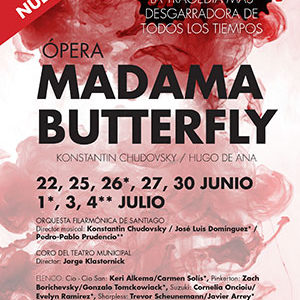 NUE
LA TRAGEDIA MÁS
DESGARRADORA DE
TODOS LOS TIEMPOS
ÓPERA
MADAMA
BUTTERFLY
KONSTANTIN CHUDOVSKY / HUGO DE ANA
22, 25, 26*, 27, 30 JUNIO
1*, 3, 4** JULIO
ORQUESTA FILARMÓNICA DE SANTIAGO
Director musical: Konstantin Chudovsky / José Luis Domínguez* /
Pedro-Pablo Prudencio**
CORO DEL TEATRO MUNICIPAL
Director: Jorge Klastornick
ELENCO: Cio - Cio San: Keri Alkema/Carmen Solís*, Pinkerton: Zach
Borichevsky/Gonzalo Tomckowiack*, Suzuki: Cornelia Oncioiu/
Evelyn Ramírez*, Sharpless: Trevor Scheunemann/Javier Arrey*